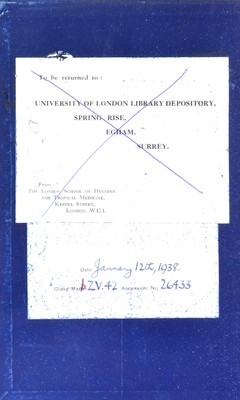 To be returned to:
UNIVERSITY OF LONDON LIBRARY DEPOSITORY,
SPRING RISE,
EGHAM,
SURREY.
From
THE LONDON SCHOOL OF HYGIENE
AND TROPICAL MEDICINE,
KEPPEL STREET,
LONDON, W.C.1.
Date January 12th, 1938.
Class Mark bZV.42 Accession No. 26433